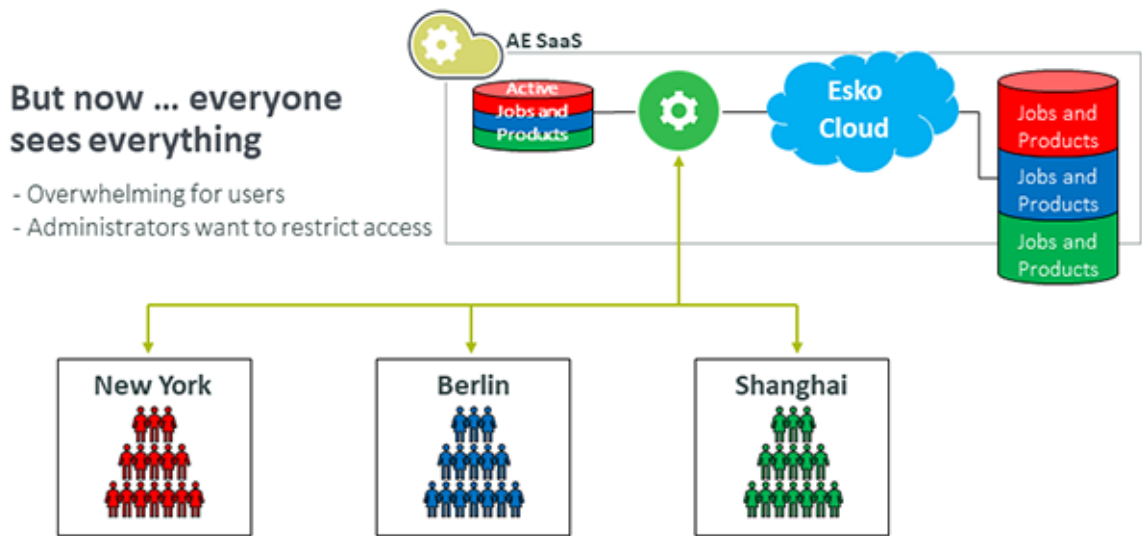 AE SaaS
But now ... everyone
sees everything
- Overwhelming for users
- Administrators want to restrict access
Active
Jobs and
Products
Esko
Cloud
Jobs and
Products
Jobs and
Products
Jobs and
Products
New York
Berlin
Shanghai